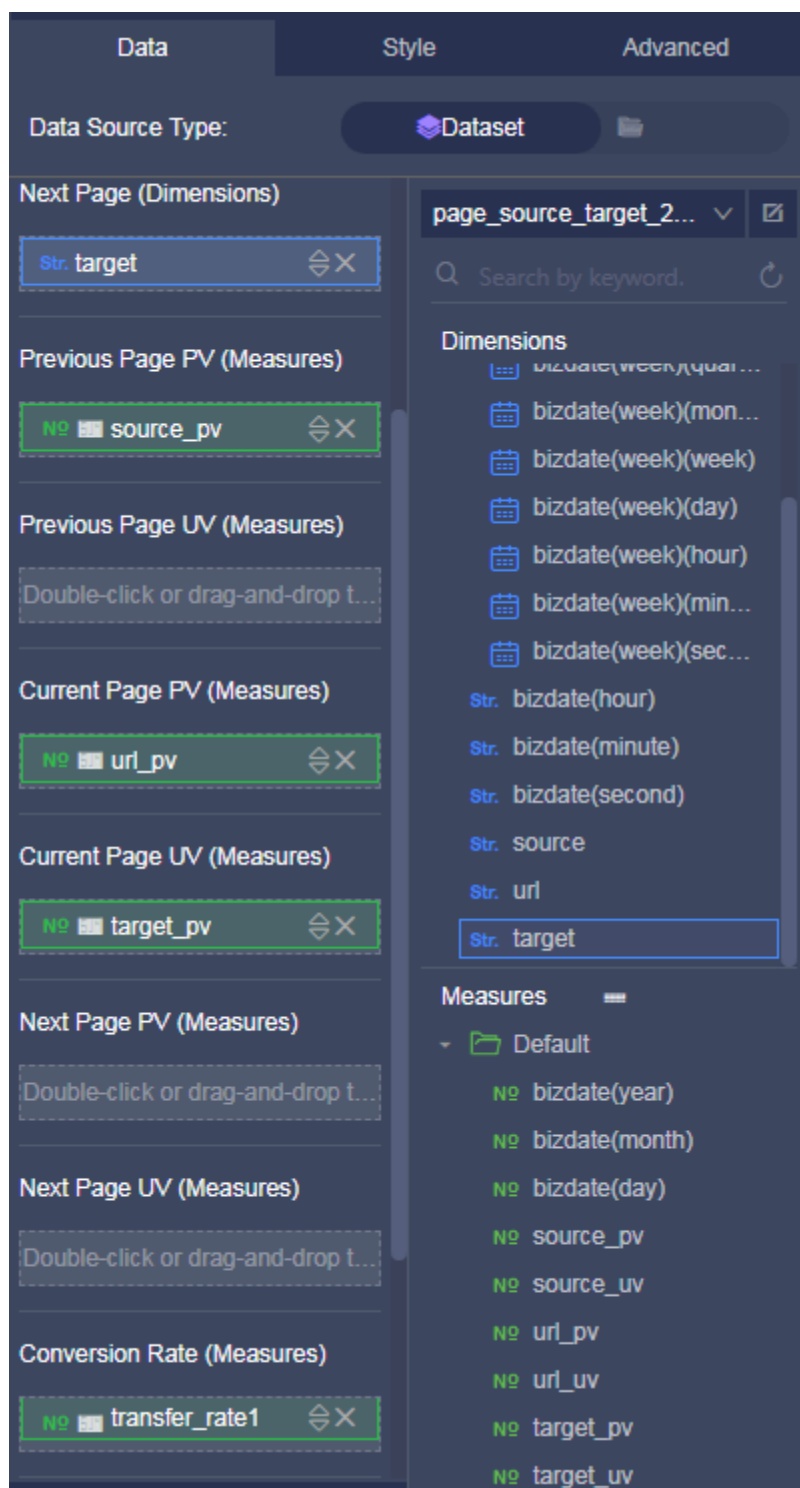 Data
Style
Advanced
Data Source Type:
Dataset
Next Page (Dimensions)
Str. target
Previous Page PV (Measures)
Nº source_pv
Previous Page UV (Measures)
Double-click or drag-and-drop t...
Current Page PV (Measures)
Nº url_pv
Current Page UV (Measures)
Nº target_pv
Next Page PV (Measures)
Double-click or drag-and-drop t...
Next Page UV (Measures)
Double-click or drag-and-drop t...
Conversion Rate (Measures)
Nº transfer_rate1
page_source_target_2...
Search by keyword.
Dimensions
bizdate(week)(quar...
bizdate(week)(mon...
bizdate(week)(week)
bizdate(week)(day)
bizdate(week)(hour)
bizdate(week)(min...
bizdate(week)(sec...
Str. bizdate(hour)
Str. bizdate(minute)
Str. bizdate(second)
Str. source
Str. url
Str. target
Measures
Default
Nº bizdate(year)
Nº bizdate(month)
Nº bizdate(day)
Nº source_pv
Nº source_uv
Nº url_pv
Nº url_uv
Nº target_pv
Nº target_uv